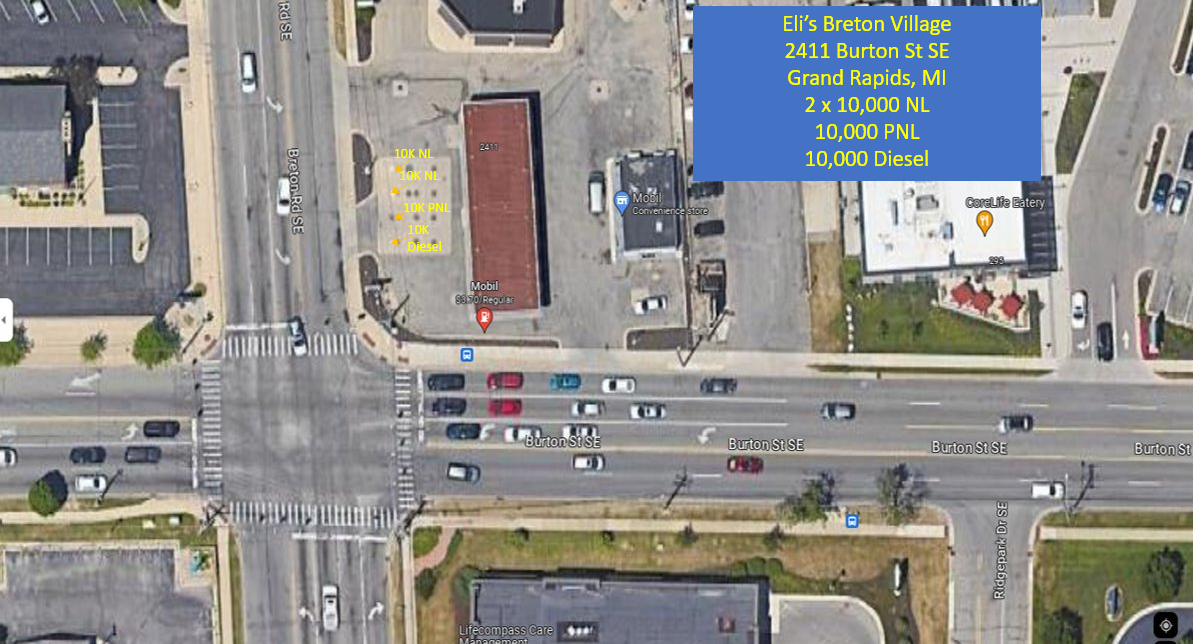 Rd SE
Eli's Breton Village
2411 Burton St SE
Grand Rapids, MI
2 x 10,000 NL
10,000 PNL
10,000 Diesel
2411
Breton Rd SE
10K NL
10K NL
10K PNL
10K
Diesel
Mobil
Convenience store
CoreLife Eatery
295
Mobil
$3.70/Regular
Burton St SE
Burton St SE
Burton St SE
Burton St
Ridgepark Dr SE
Lifecompass Care
Management